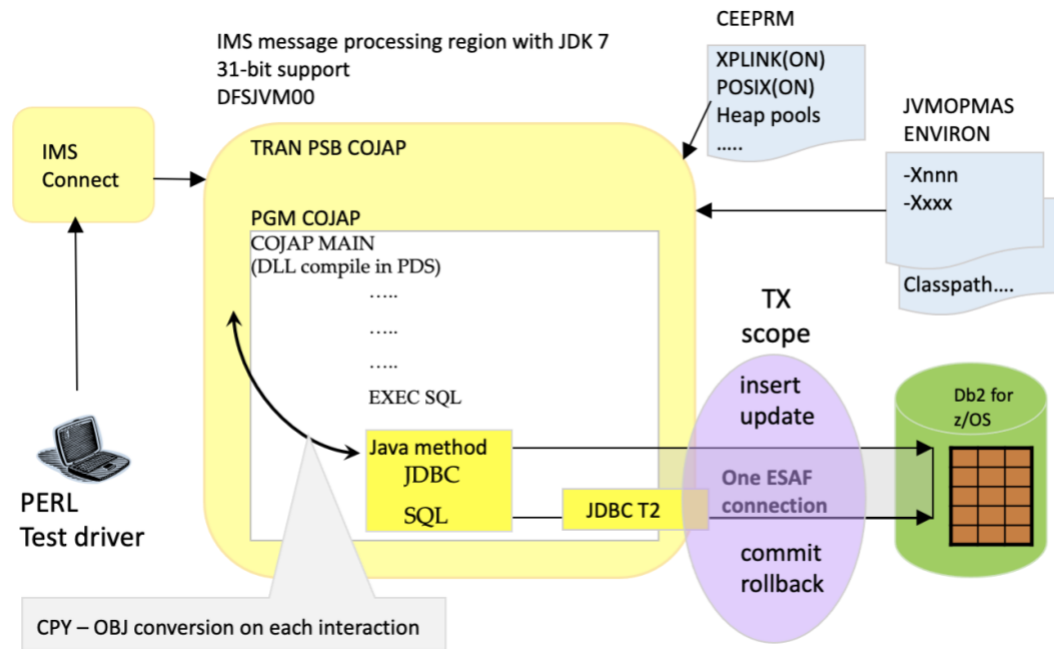 IMS message processing region with JDK 7
31-bit support
DFSJVM00
CEEPRM
XPLINK(ON)
POSIX(ON)
Heap pools
.....
JVMOPMAS
ENVIRON
-Xnnn
-Xxxx
Classpath....
IMS
Connect
TRAN PSB COJAP
PGM COJAP
COJAP MAIN
(DLL compile in PDS)
.....
.....
.....
EXEC SQL
Java method
JDBC
SQL
JDBC T2
TX
scope
insert
update
One ESAF
connection
commit
rollback
Db2 for
z/OS
PERL
Test driver
CPY – OBJ conversion on each interaction